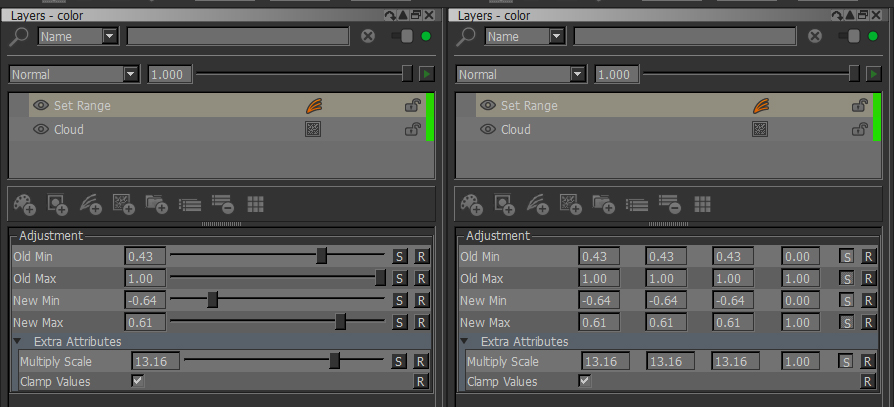 Layers - color
Name
Normal 1.000
Set Range
Cloud
Adjustment
Old Min 0.43 S R
Old Max 1.00 S R
New Min -0.64 S R
New Max 0.61 S R
Extra Attributes
Multiply Scale 13.16 S R
Clamp Values R
Layers - color
Name
Normal 1.000
Set Range
Cloud
Adjustment
Old Min 0.43 0.43 0.43 0.00 S R
Old Max 1.00 1.00 1.00 1.00 S R
New Min -0.64 -0.64 -0.64 0.00 S R
New Max 0.61 0.61 0.61 1.00 S R
Extra Attributes
Multiply Scale 13.16 13.16 13.16 1.00 S R
Clamp Values R